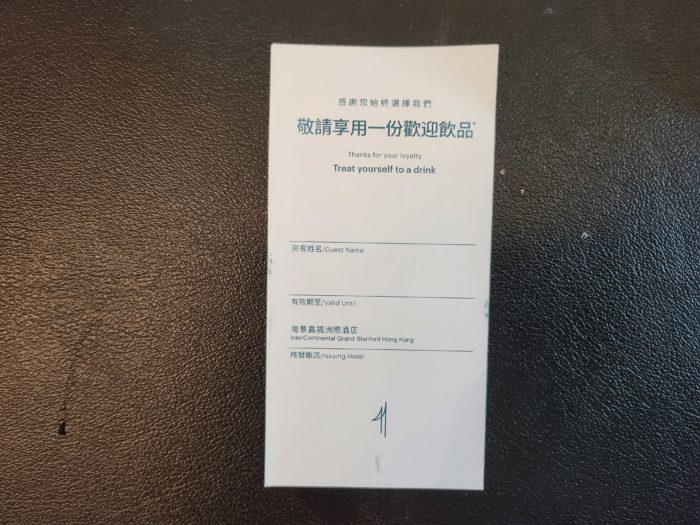 感謝您始終選擇我們
敬請享用一份歡迎飲品*
Thanks for your loyalty
Treat yourself to a drink
房客姓名/Guest Name
有效期至/Valid Until
海景嘉福洲際酒店
InterContinental Grand Stanford Hong Kong
核發飯店/Issuing Hotel